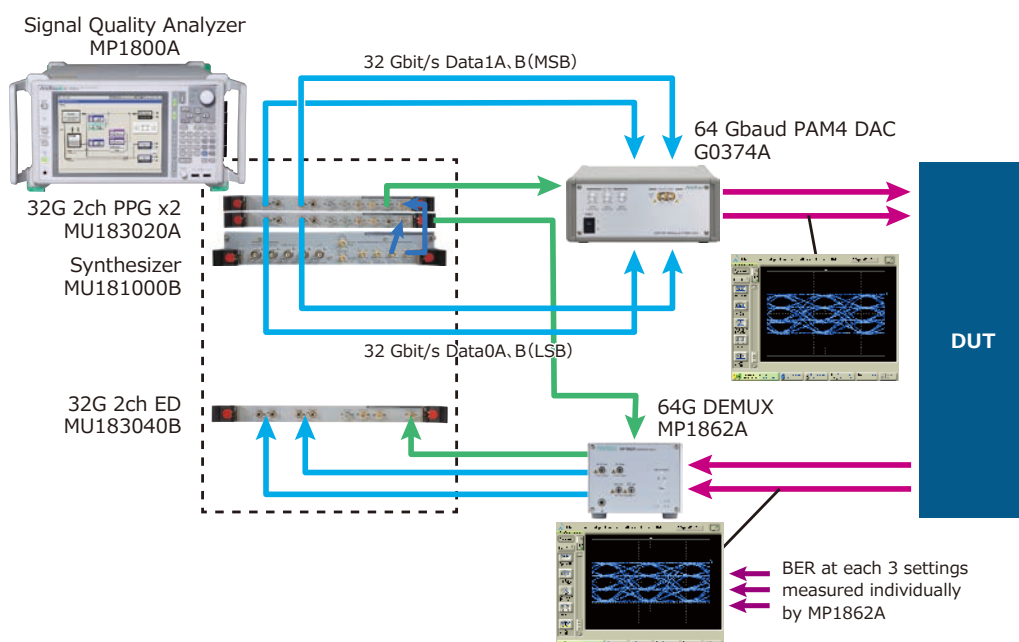 Signal Quality Analyzer
MP1800A
32 Gbit/s Data1A、B(MSB)
64 Gbaud PAM4 DAC
G0374A
32G 2ch PPG x2
MU183020A
Synthesizer
MU181000B
DUT
32 Gbit/s Data0A、B(LSB)
32G 2ch ED
MU183040B
64G DEMUX
MP1862A
BER at each 3 settings
measured individually
by MP1862A